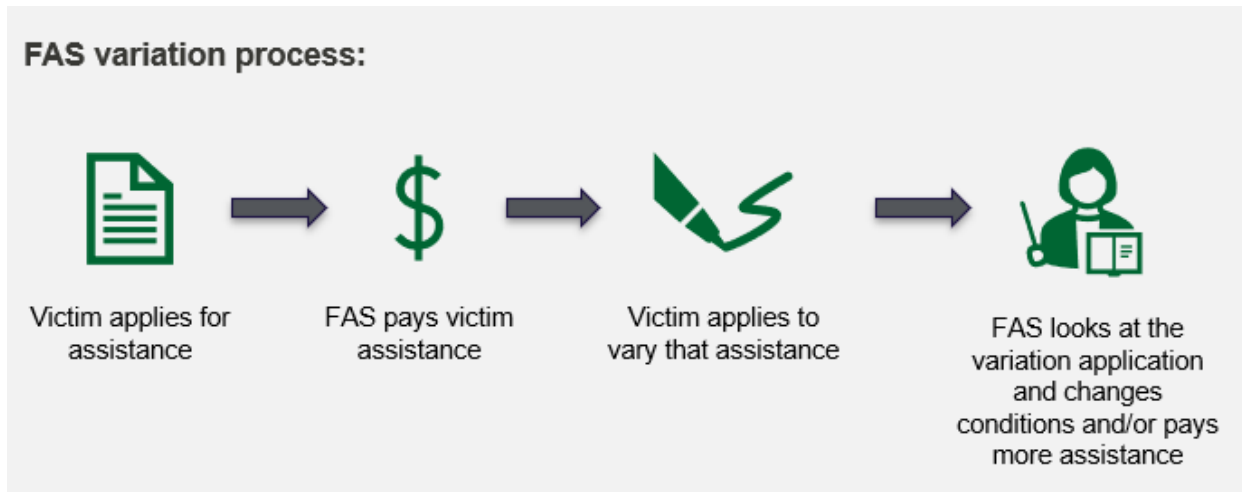 FAS variation process:
Victim applies for
assistance
FAS pays victim
assistance
Victim applies to
vary that assistance
FAS looks at the
variation application
and changes
conditions and/or pays
more assistance